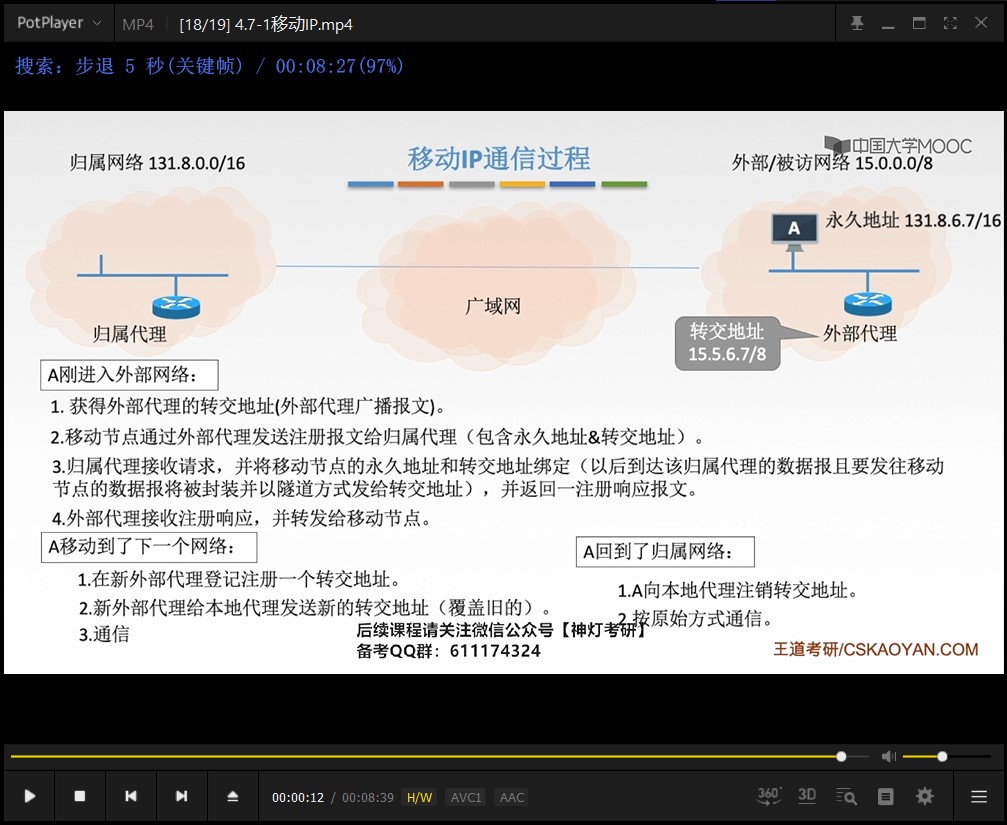 PotPlayer MP4 [18/19] 4.7-1移动IP.mp4
搜索: 步退 5 秒(关键帧) / 00:08:27(97%)
中国大学MOOC
归属网络 131.8.0.0/16
移动IP通信过程
外部/被访网络 15.0.0.0/8
A
永久地址 131.8.6.7/16
广域网
归属代理
外部代理
转交地址
15.5.6.7/8
A刚进入外部网络：
1. 获得外部代理的转交地址(外部代理广播报文)。
2.移动节点通过外部代理发送注册报文给归属代理（包含永久地址&转交地址）。
3.归属代理接收请求，并将移动节点的永久地址和转交地址绑定（以后到达该归属代理的数据报且要发往移动
节点的数据报将被封装并以隧道方式发给转交地址），并返回一注册响应报文。
4.外部代理接收注册响应，并转发给移动节点。
A移动到了下一个网络：
1.在新外部代理登记注册一个转交地址。
2.新外部代理给本地代理发送新的转交地址（覆盖旧的）。
3.通信
A回到了归属网络：
1.A向本地代理注销转交地址。
2.按原始方式通信。
后续课程请关注微信公众号【神灯考研】
备考QQ群：611174324
王道考研/CSKAOYAN.COM
00:00:12 / 00:08:39 H/W AVC1 AAC
360° 3D